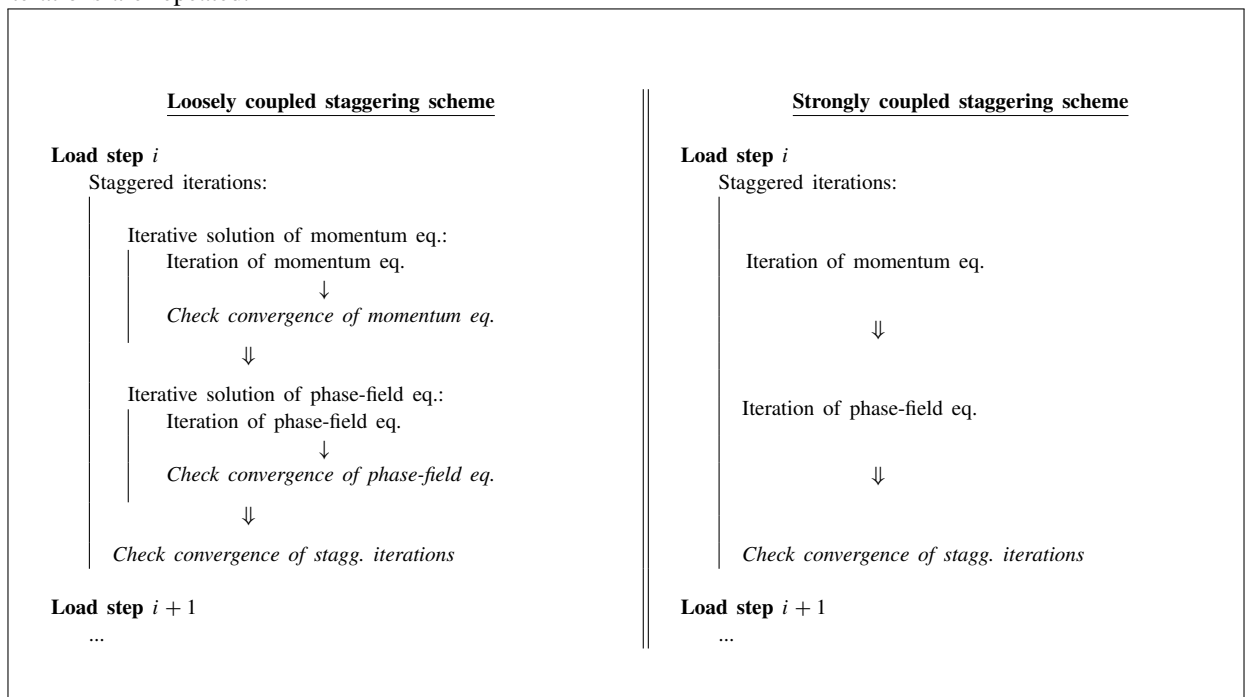 Loosely coupled staggering scheme
Load step i
Staggered iterations:
Iterative solution of momentum eq.:
Iteration of momentum eq.
↓
Check convergence of momentum eq.
⇓
Iterative solution of phase-field eq.:
Iteration of phase-field eq.
↓
Check convergence of phase-field eq.
⇓
Check convergence of stagg. iterations
Load step i + 1
...
Strongly coupled staggering scheme
Load step i
Staggered iterations:
Iteration of momentum eq.
⇓
Iteration of phase-field eq.
⇓
Check convergence of stagg. iterations
Load step i + 1
...